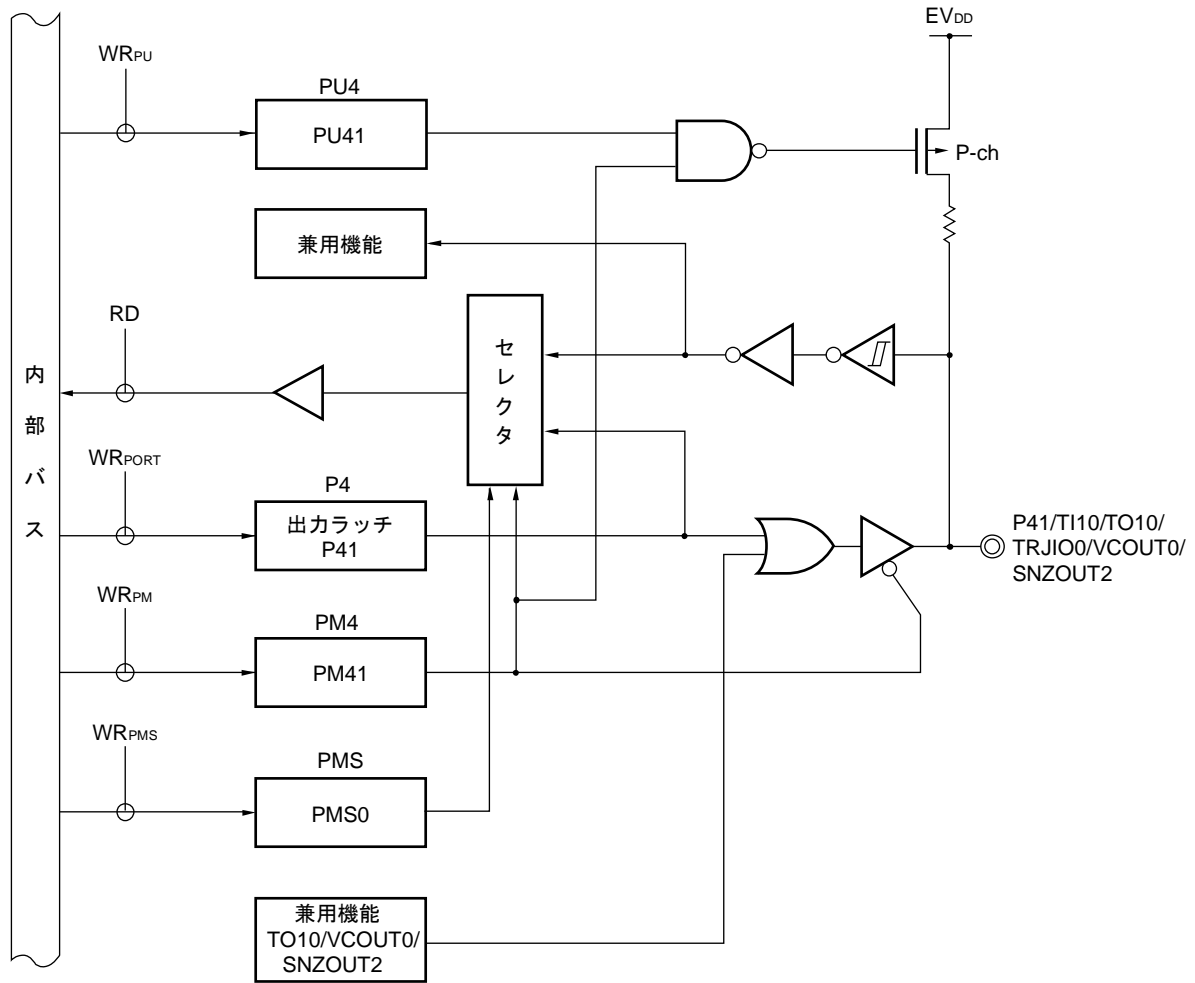 EVDD
WRPU
PU4
PU41
P-ch
兼用機能
RD
セレクタ
内部バス
WRPORT
P4
出力ラッチ
P41
P41/TI10/TO10/
TRJIO0/VCOUT0/
SNZOUT2
WRPM
PM4
PM41
WRPMS
PMS
PMS0
兼用機能
TO10/VCOUT0/
SNZOUT2